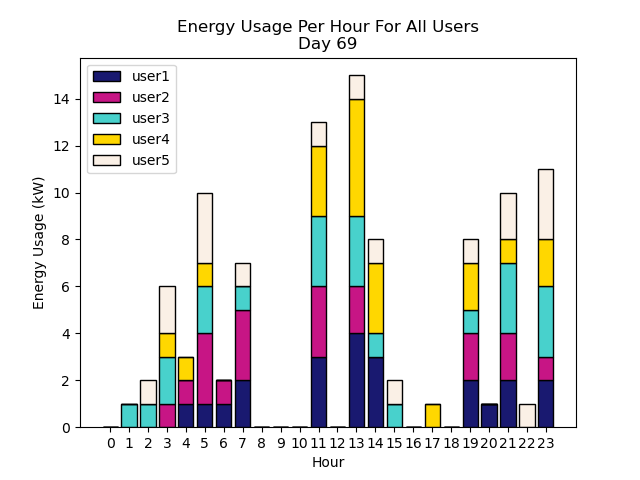 Energy Usage Per Hour For All Users
Day 69
user1
user2
user3
user4
user5
Energy Usage (kW)
14
12
10
8
6
4
2
0
0 1 2 3 4 5 6 7 8 9 10 11 12 13 14 15 16 17 18 19 20 21 22 23
Hour